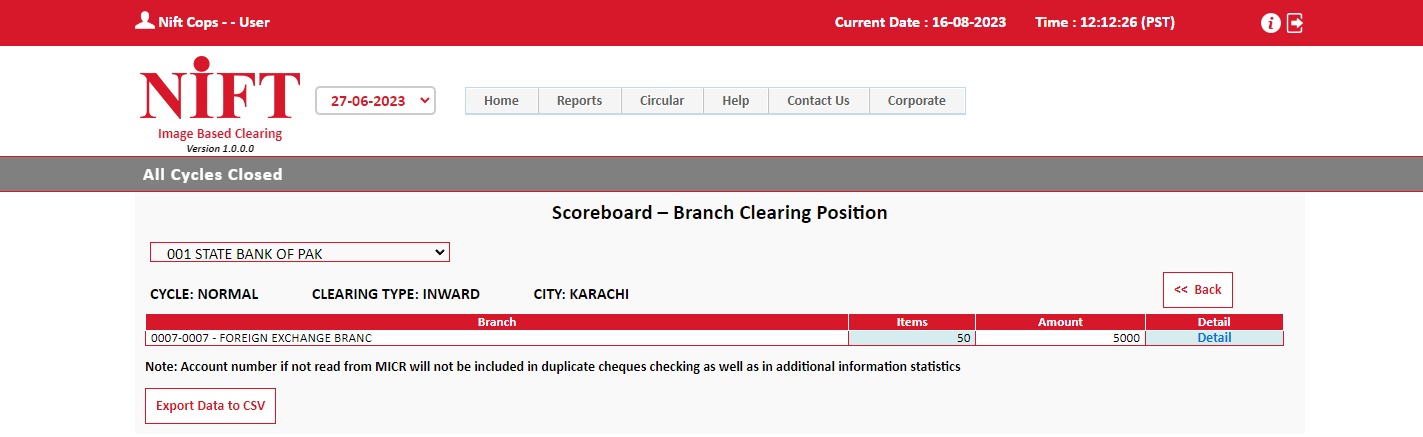 Nift Cops - - User Current Date : 16-08-2023 Time : 12:12:26 (PST)
NIFT
Image Based Clearing
Version 1.0.0.0
27-06-2023
Home Reports Circular Help Contact Us Corporate
All Cycles Closed
Scoreboard – Branch Clearing Position
001 STATE BANK OF PAK
CYCLE: NORMAL CLEARING TYPE: INWARD CITY: KARACHI
<< Back
Branch Items Amount Detail
0007-0007 - FOREIGN EXCHANGE BRANC 50 5000 Detail
Note: Account number if not read from MICR will not be included in duplicate cheques checking as well as in additional information statistics
Export Data to CSV